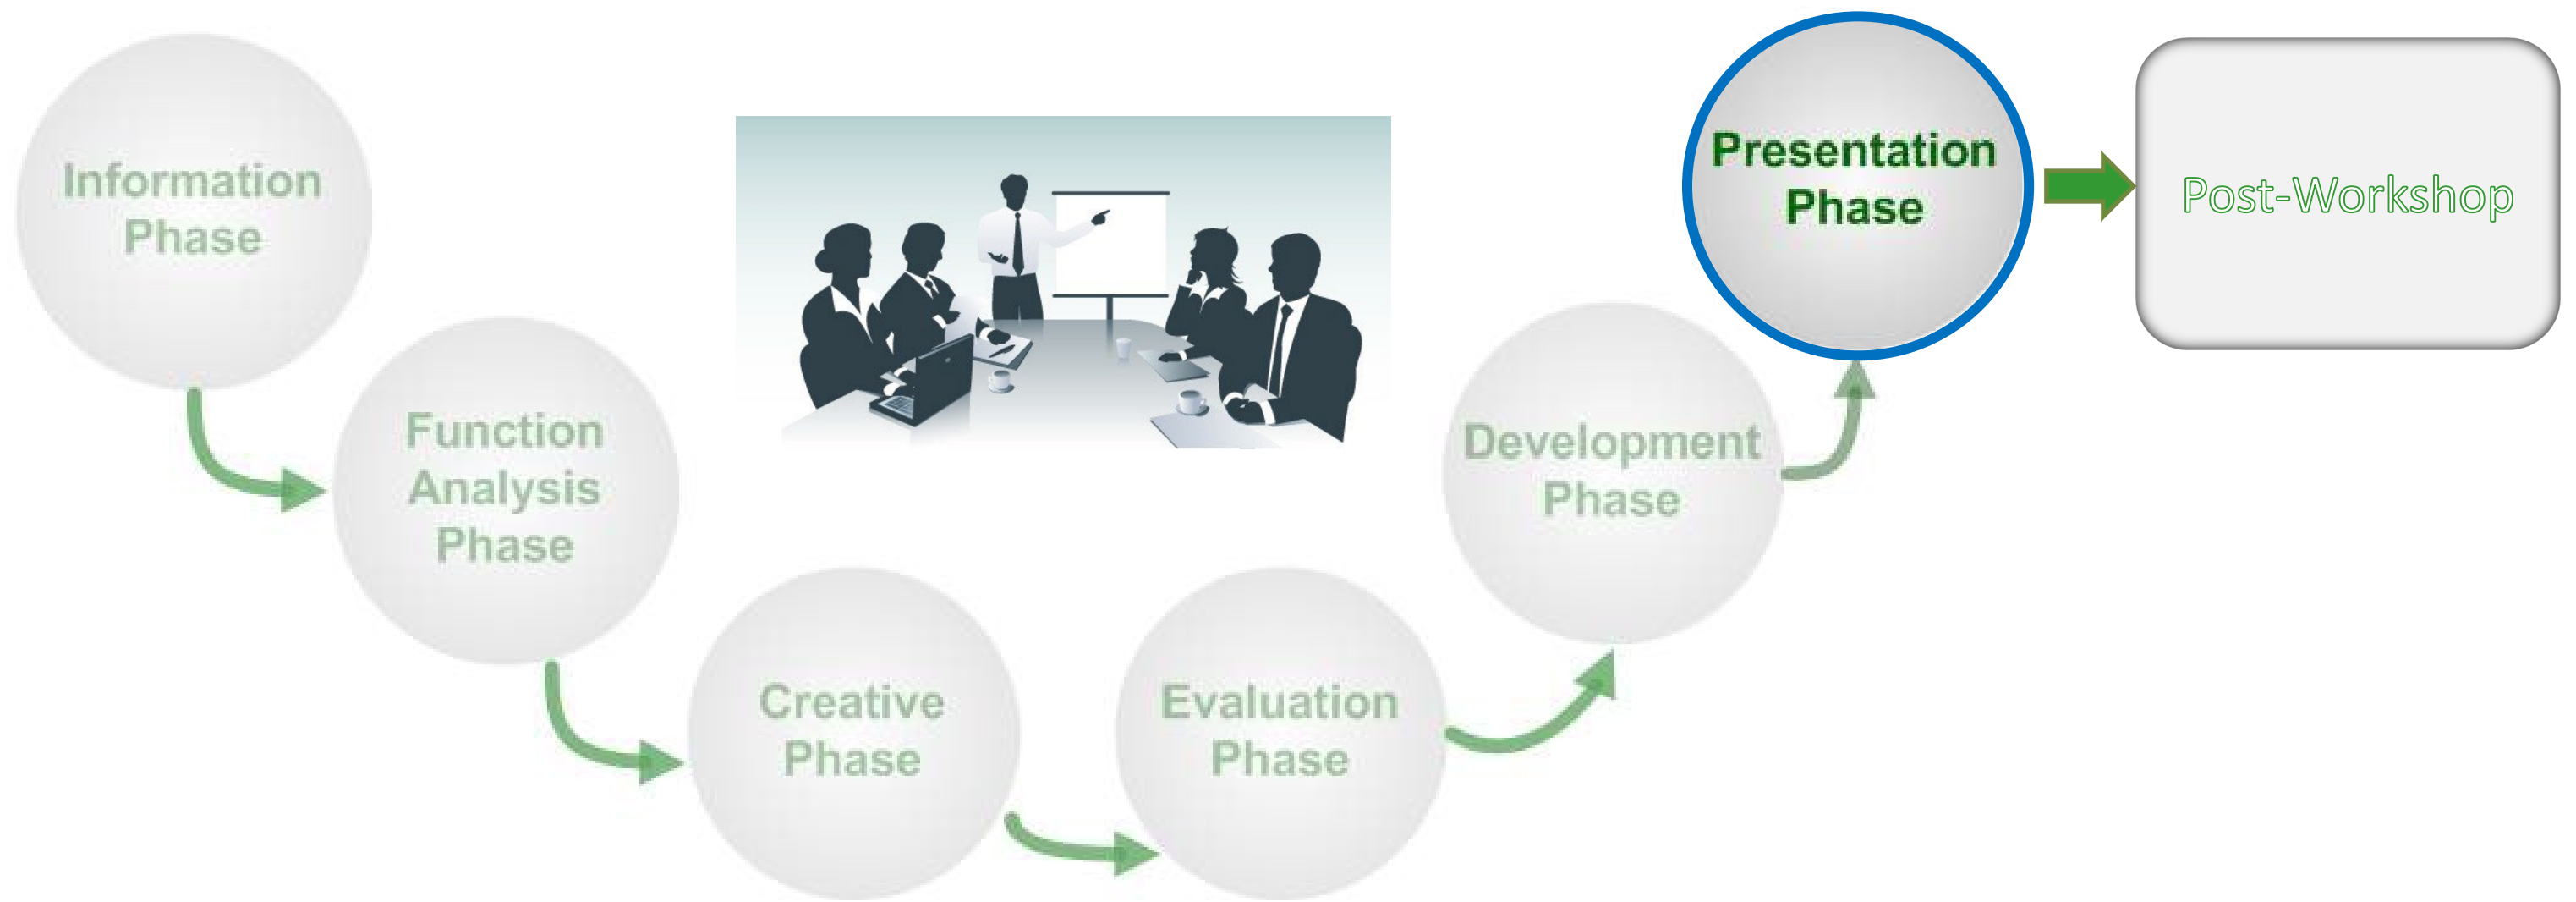 Information
Phase
Function
Analysis
Phase
Creative
Phase
Evaluation
Phase
Development
Phase
Presentation
Phase
Post-Workshop